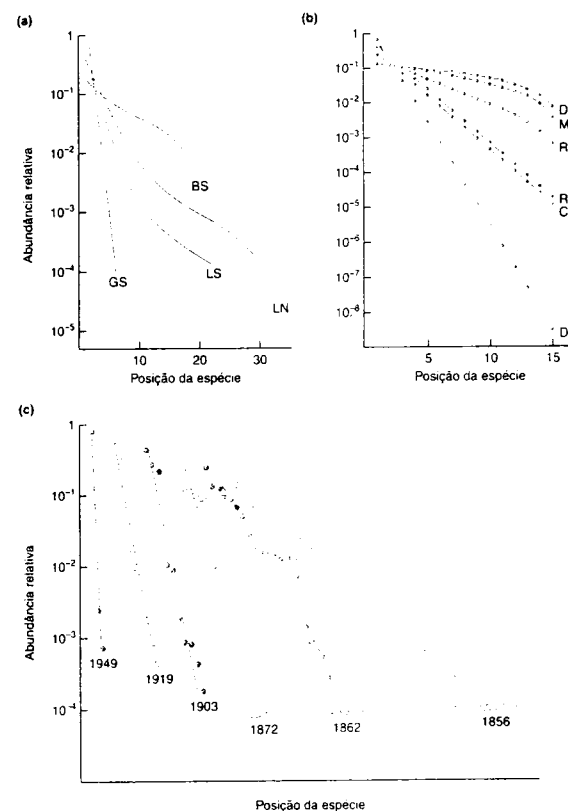 (a)
1
10⁻¹
10⁻²
10⁻³
10⁻⁴
10⁻⁵
Abundância relativa
BS
GS
LS
LN
10 20 30
Posição da espécie
(b)
1
10⁻¹
10⁻²
10⁻³
10⁻⁴
10⁻⁵
10⁻⁶
10⁻⁷
10⁻⁸
D
M
R
R
C
D
5 10 15
Posição da espécie
(c)
1
10⁻¹
10⁻²
10⁻³
10⁻⁴
Abundância relativa
1949
1919
1903
1872
1862
1856
Posição da espécie